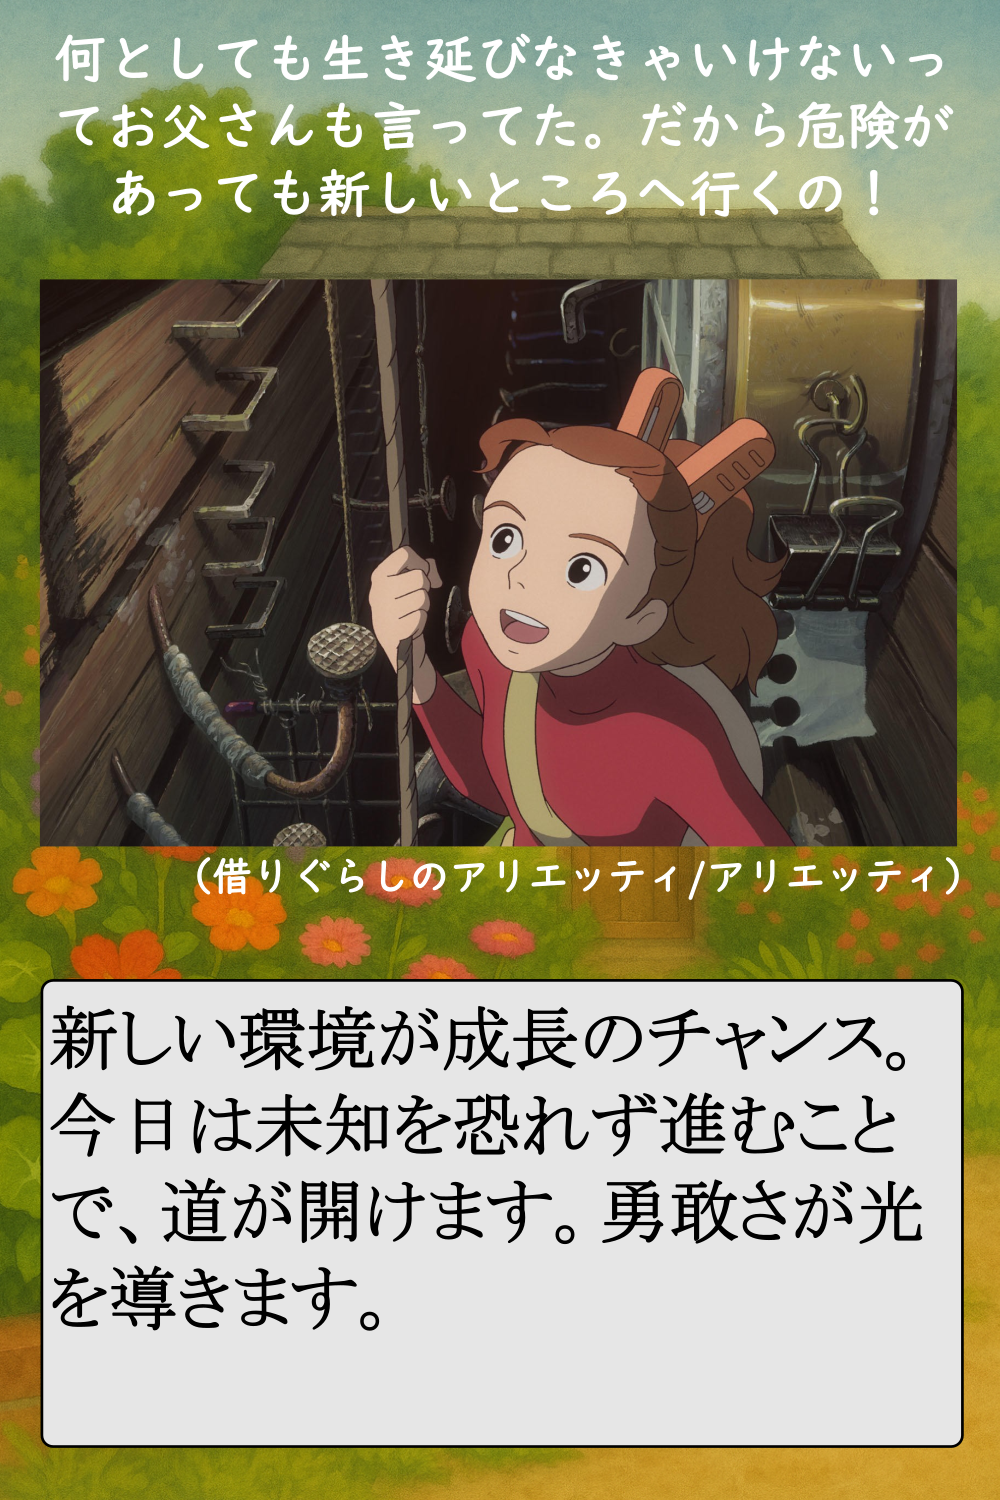 何としても生き延びなきゃいけないっ
てお父さんも言ってた。だから危険が
あっても新しいところへ行くの！
（借りぐらしのアリエッティ/アリエッティ）
新しい環境が成長のチャンス。
今日は未知を恐れず進むこと
で、道が開けます。勇敢さが光
を導きます。